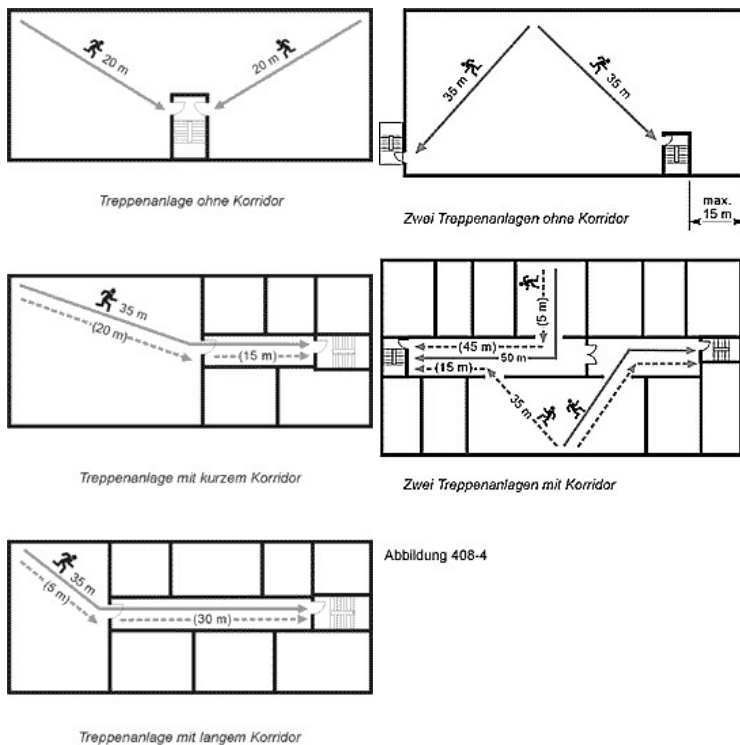 20 m
20 m
Treppenanlage ohne Korridor
35 m
35 m
max.
15 m
Zwei Treppenanlagen ohne Korridor
35 m
(20 m)
(15 m)
Treppenanlage mit kurzem Korridor
(5 m)
(45 m)
50 m
(15 m)
35 m
Zwei Treppenanlagen mit Korridor
Abbildung 408-4
35 m
(5 m)
(30 m)
Treppenanlage mit langem Korridor